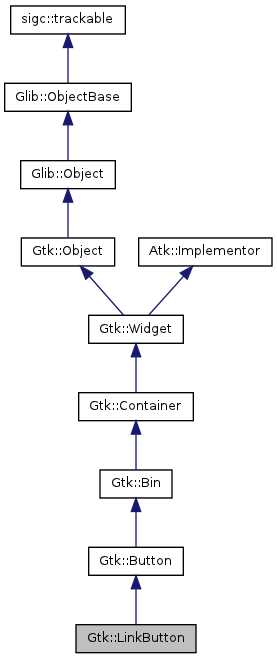 sigc::trackable
Glib::ObjectBase
Glib::Object
Gtk::Object
Atk::Implementor
Gtk::Widget
Gtk::Container
Gtk::Bin
Gtk::Button
Gtk::LinkButton